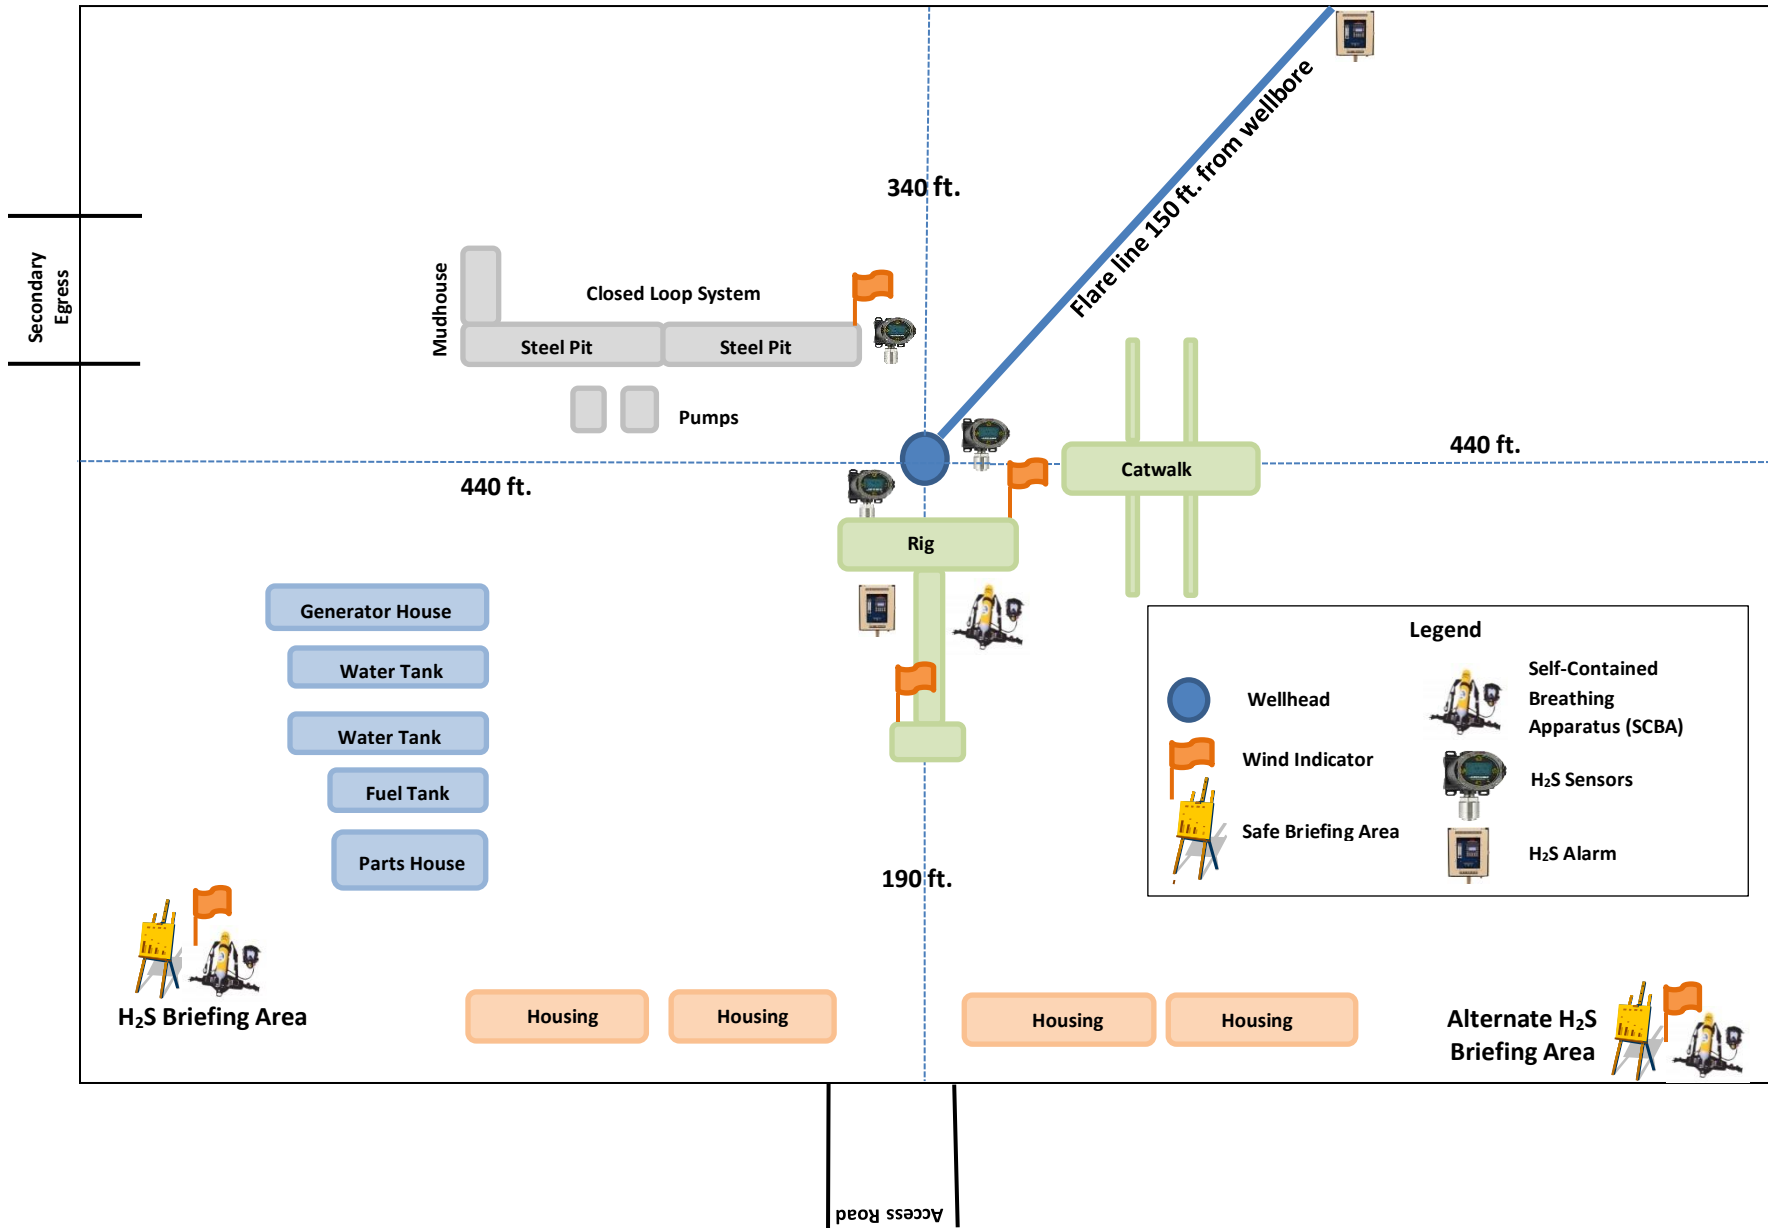 340 ft.
Flare line 150 ft. from wellbore
Secondary
Egress
Mudhouse
Closed Loop System
Steel Pit
Steel Pit
Pumps
440 ft.
440 ft.
Catwalk
Rig
Generator House
Water Tank
Water Tank
Fuel Tank
Parts House
190 ft.
Legend
Wellhead
Wind Indicator
Safe Briefing Area
Self-Contained
Breathing
Apparatus (SCBA)
H₂S Sensors
H₂S Alarm
H₂S Briefing Area
Housing
Housing
Housing
Housing
Alternate H₂S
Briefing Area
Access Road